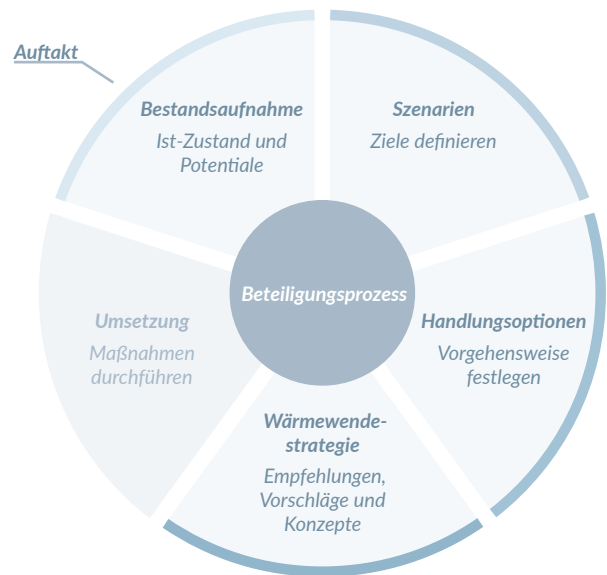 Auftakt
Bestandsaufnahme
Ist-Zustand und
Potentiale
Szenarien
Ziele definieren
Beteiligungsprozess
Handlungsoptionen
Vorgehensweise
festlegen
Wärmewende-
strategie
Empfehlungen,
Vorschläge und
Konzepte
Umsetzung
Maßnahmen
durchführen